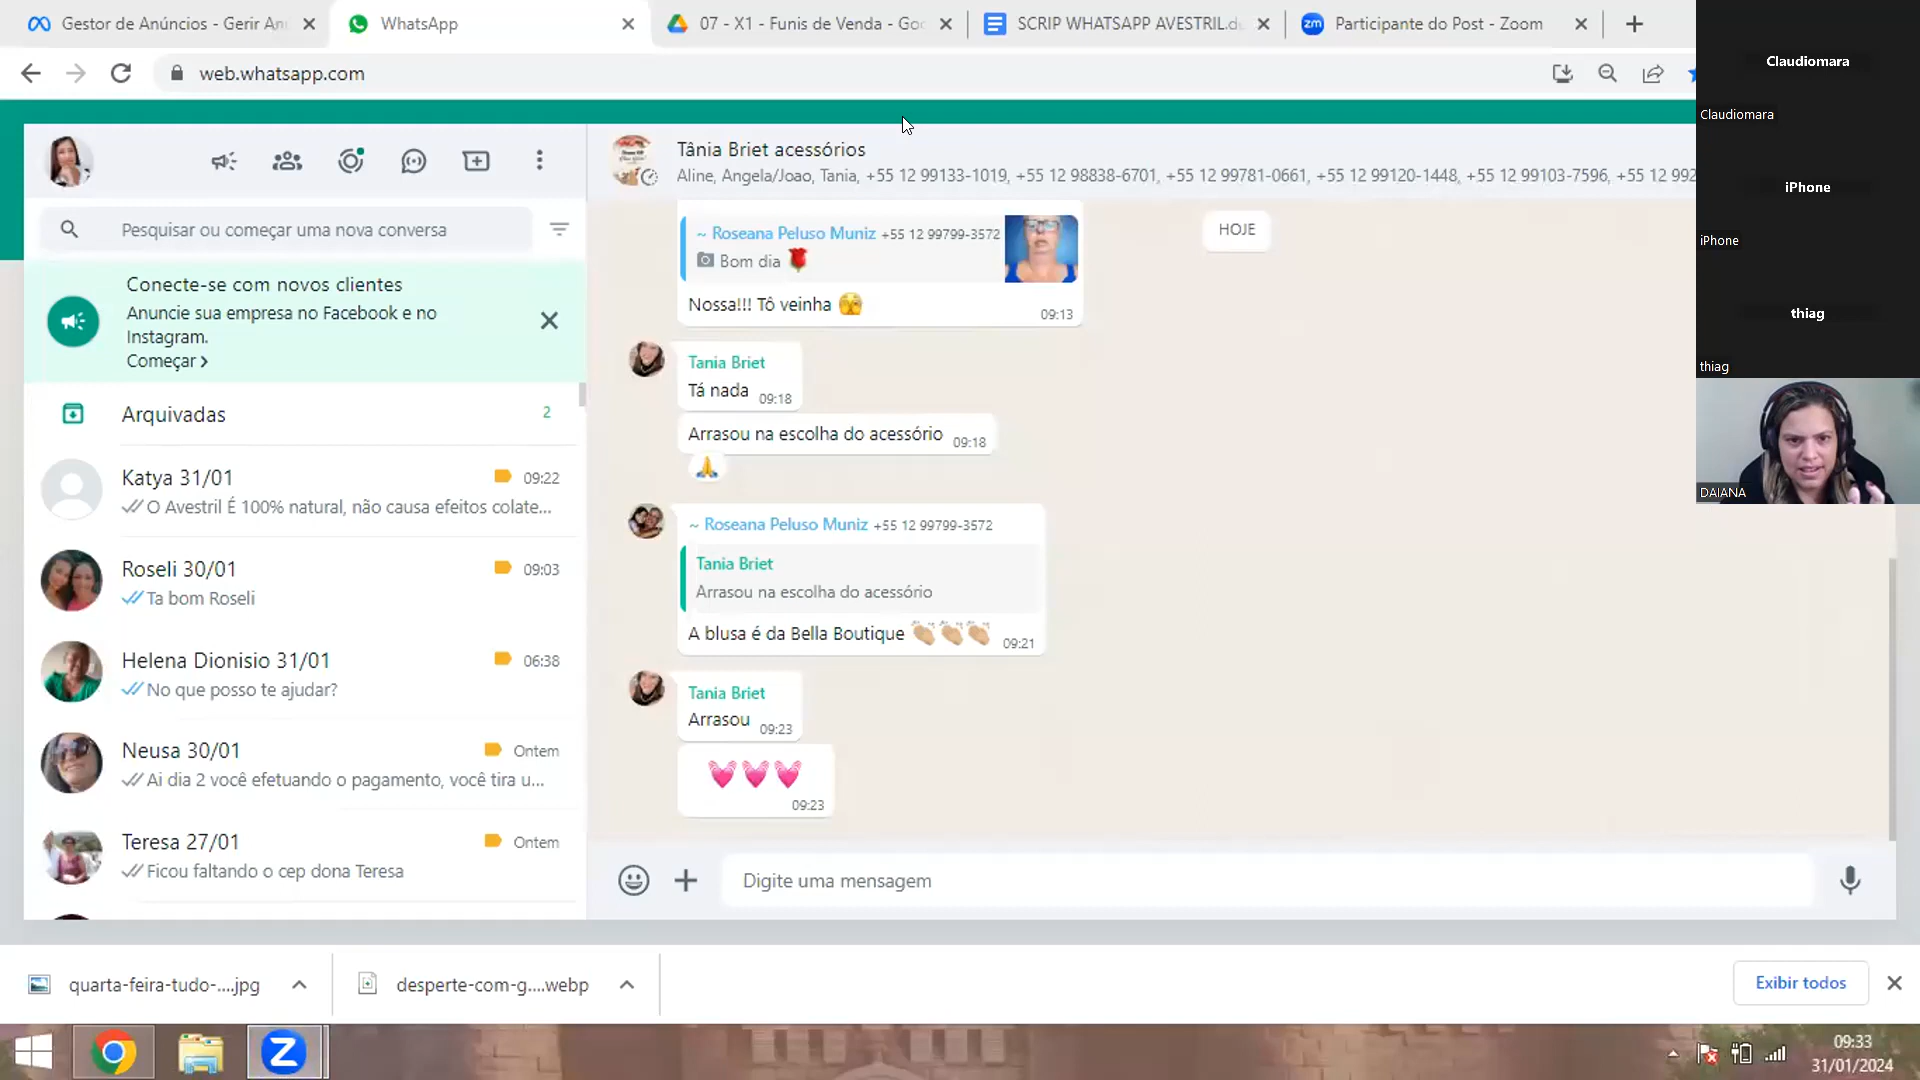 Gestor de Anúncios - Gerir An
WhatsApp
07 - X1 - Funis de Venda - Goo
SCRIP WHATSAPP AVESTRIL.d
zm
Participante do Post - Zoom
web.whatsapp.com
Tânia Briet acessórios
Aline, Angela/Joao, Tania, +55 12 99133-1019, +55 12 98838-6701, +55 12 99781-0661, +55 12 99120-1448, +55 12 99103-7596, +55 12 992
Pesquisar ou começar uma nova conversa
Conecte-se com novos clientes
Anuncie sua empresa no Facebook e no
Instagram.
Começar
Arquivadas
2
Katya 31/01
09:22
O Avestril É 100% natural, não causa efeitos colate...
Roseli 30/01
09:03
Ta bom Roseli
Helena Dionisio 31/01
06:38
No que posso te ajudar?
Neusa 30/01
Ontem
Ai dia 2 você efetuando o pagamento, você tira u...
Teresa 27/01
Ontem
Ficou faltando o cep dona Teresa
HOJE
~ Roseana Peluso Muniz +55 12 99799-3572
Bom dia 🌹
Nossa!!! Tô veinha 🫣
09:13
Tania Briet
Tá nada
09:18
Arrasou na escolha do acessório
09:18
🙏
~ Roseana Peluso Muniz +55 12 99799-3572
Tania Briet
Arrasou na escolha do acessório
A blusa é da Bella Boutique 👏🏼👏🏼👏🏼
09:21
Tania Briet
Arrasou
09:23
💓💓💓
09:23
Digite uma mensagem
Claudiomara
Claudiomara
iPhone
iPhone
thiag
thiag
DAIANA
quarta-feira-tudo-....jpg
desperte-com-g....webp
Exibir todos
09:33
31/01/2024